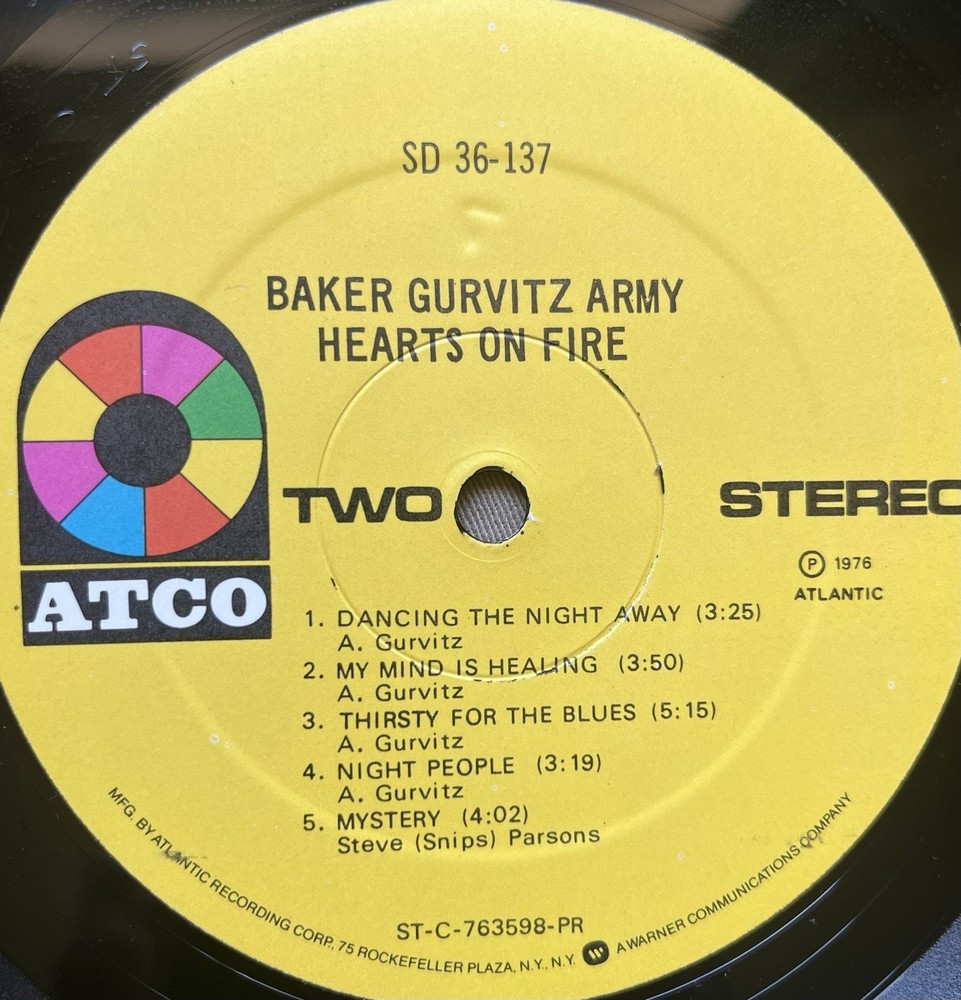 SD 36-137
BAKER GURVITZ ARMY
HEARTS ON FIRE
ATCO
TWO
STEREO
Ⓟ 1976
ATLANTIC
1. DANCING THE NIGHT AWAY (3:25)
A. Gurvitz
2. MY MIND IS HEALING (3:50)
A. Gurvitz
3. THIRSTY FOR THE BLUES (5:15)
A. Gurvitz
4. NIGHT PEOPLE (3:19)
A. Gurvitz
5. MYSTERY (4:02)
Steve (Snips) Parsons
ST-C-763598-PR
MFG. BY ATLANTIC RECORDING CORP., 75 ROCKEFELLER PLAZA, N.Y., N.Y. A WARNER COMMUNICATIONS COMPANY